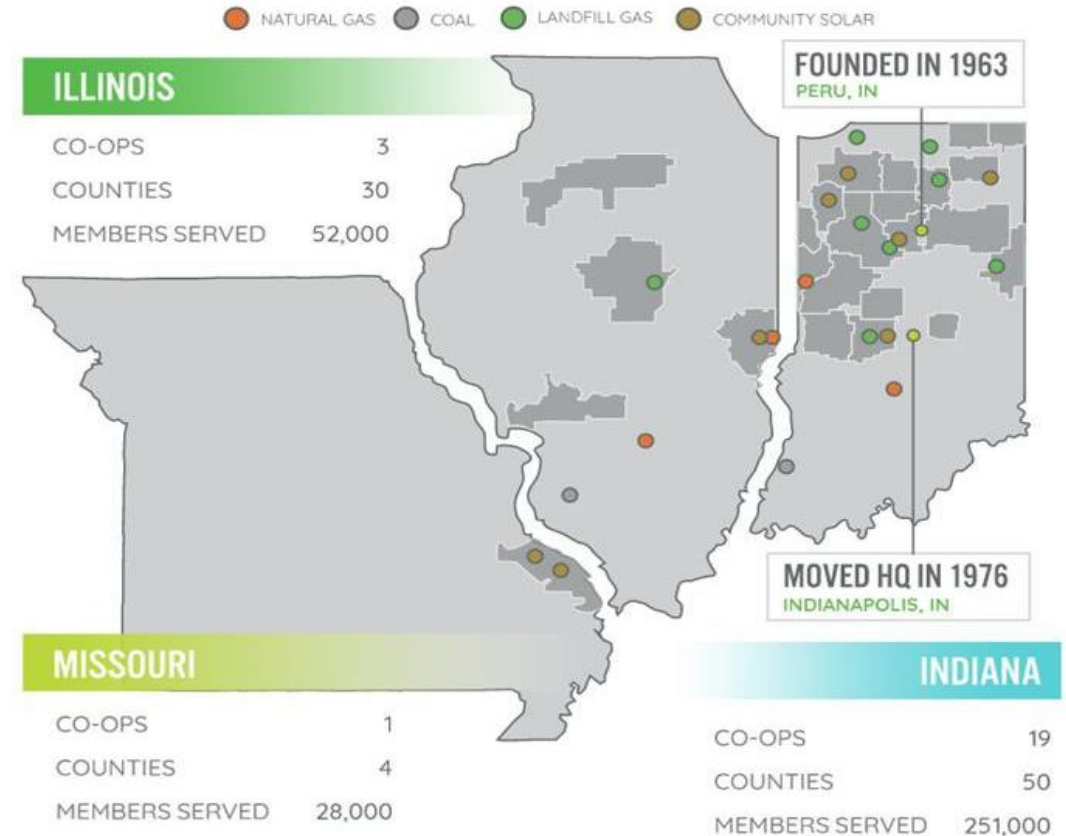 NATURAL GAS COAL LANDFILL GAS COMMUNITY SOLAR
ILLINOIS
CO-OPS 3
COUNTIES 30
MEMBERS SERVED 52,000
FOUNDED IN 1963
PERU, IN
MOVED HQ IN 1976
INDIANAPOLIS, IN
MISSOURI
CO-OPS 1
COUNTIES 4
MEMBERS SERVED 28,000
INDIANA
CO-OPS 19
COUNTIES 50
MEMBERS SERVED 251,000